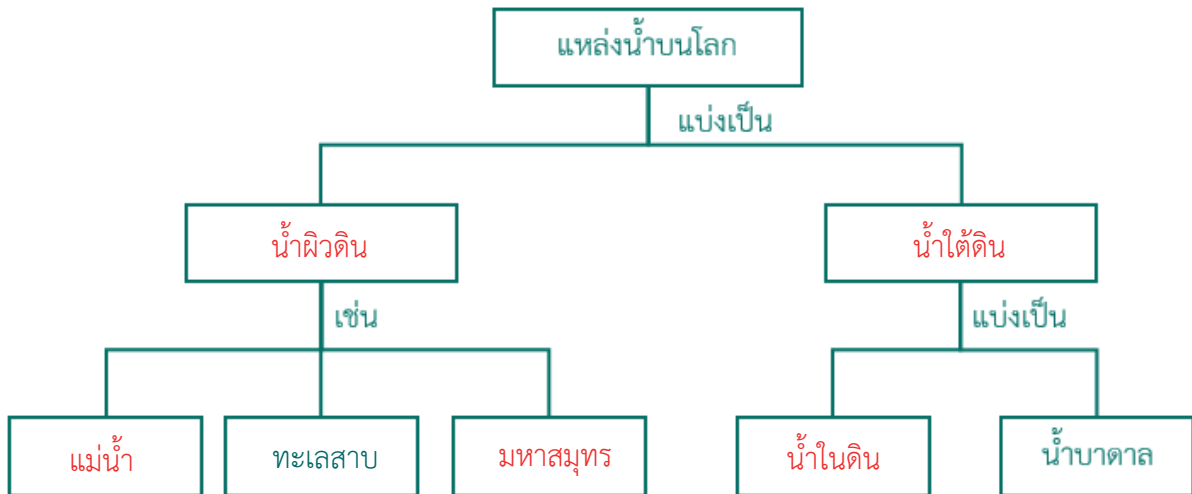 แหล่งน้ำบนโลก
แบ่งเป็น
น้ำผิวดิน
น้ำใต้ดิน
เช่น
แบ่งเป็น
แม่น้ำ
ทะเลสาบ
มหาสมุทร
น้ำในดิน
น้ำบาดาล